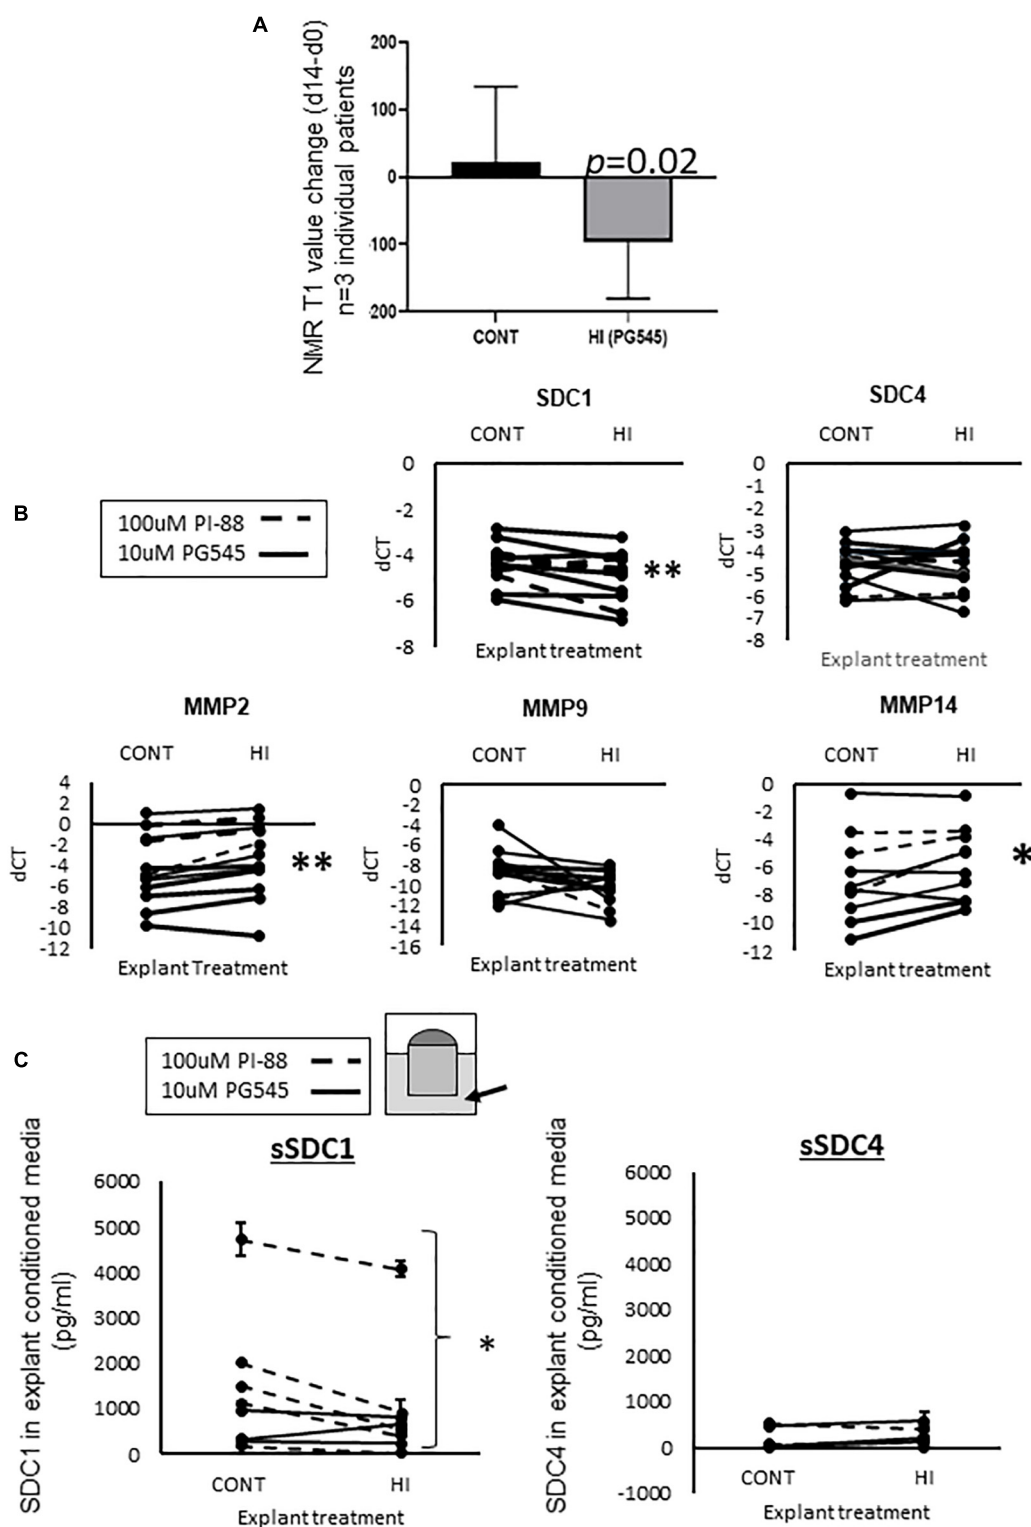 A
NMR T1 value change (d14-d0)
n=3 individual patients
200
100
0
-100
-200
p=0.02
CONT HI (PG545)
B
100uM PI-88
10uM PG545
SDC1
CONT HI
dCT
0
-2
-4
-6
-8
**
Explant treatment
SDC4
CONT HI
dCT
0
-1
-2
-3
-4
-5
-6
-7
-8
Explant treatment
MMP2
CONT HI
dCT
4
2
0
-2
-4
-6
-8
-10
-12
**
Explant Treatment
MMP9
CONT HI
dCT
0
-2
-4
-6
-8
-10
-12
-14
-16
Explant treatment
MMP14
CONT HI
dCT
0
-2
-4
-6
-8
-10
-12
*
Explant treatment
C
100uM PI-88
10uM PG545
sSDC1
SDC1 in explant conditioned media
(pg/ml)
6000
5000
4000
3000
2000
1000
0
*
CONT HI
Explant treatment
sSDC4
SDC4 in explant conditioned media
(pg/ml)
6000
5000
4000
3000
2000
1000
0
-1000
CONT HI
Explant treatment